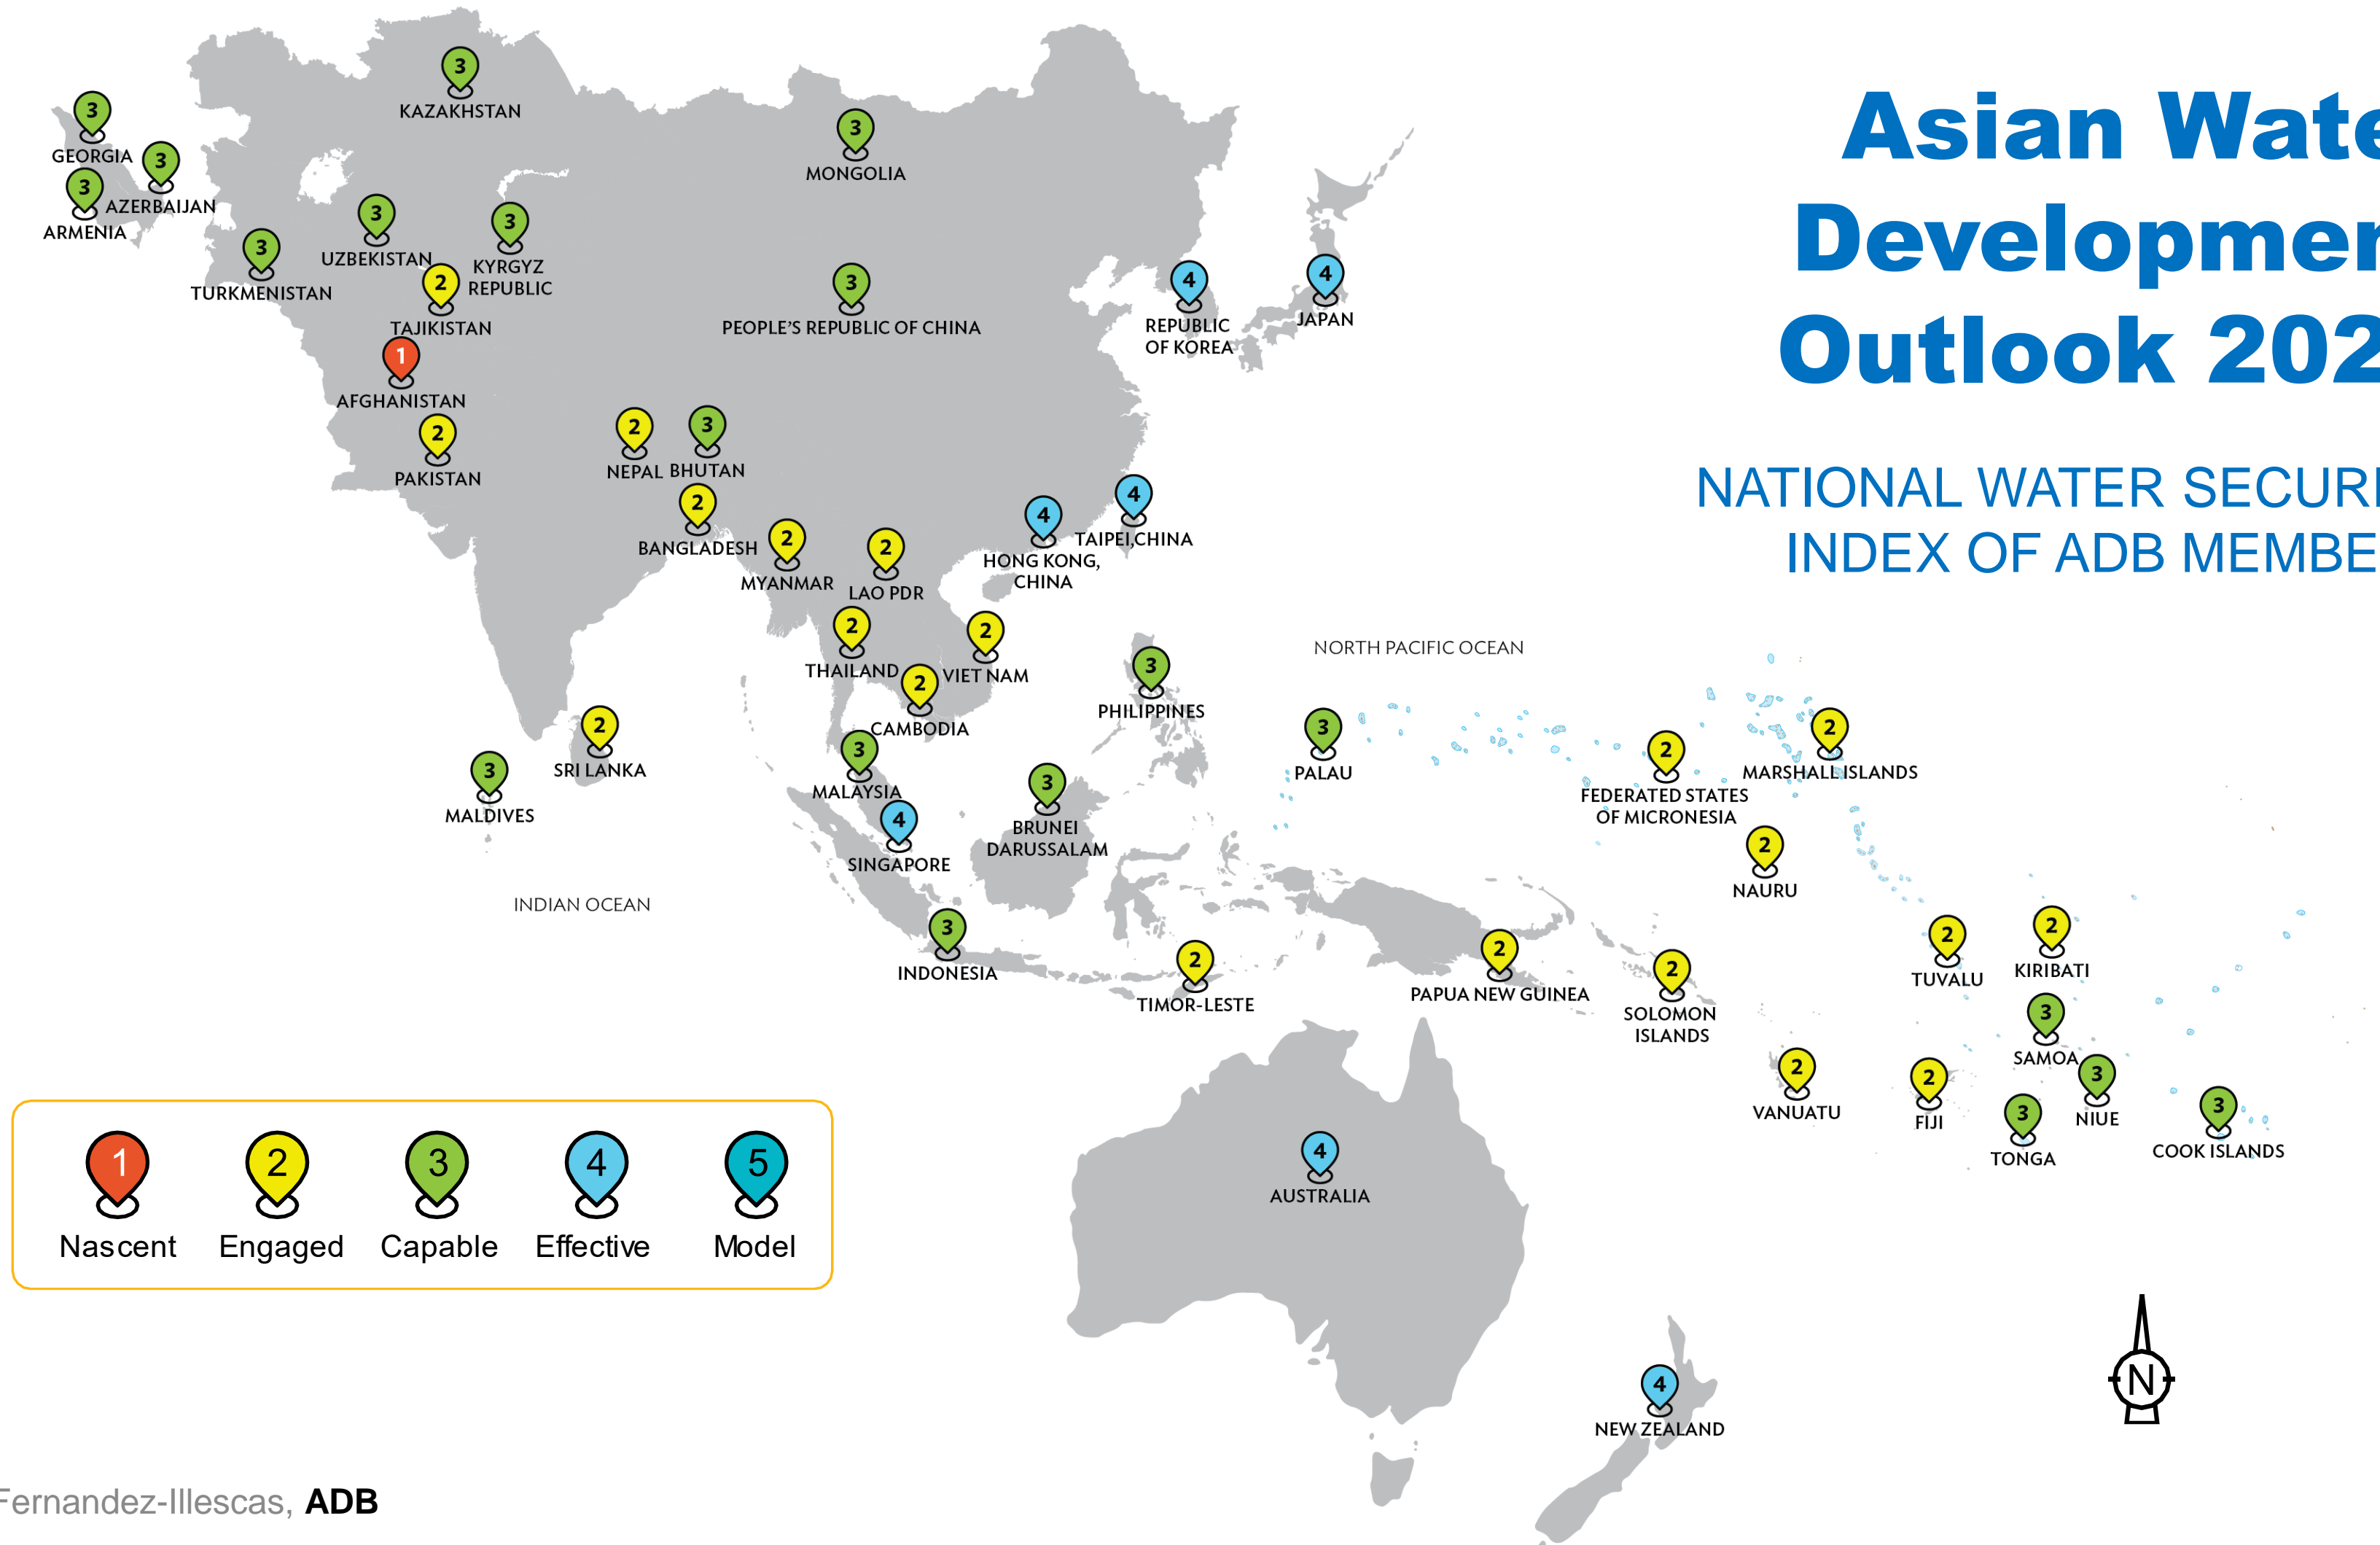 Asian Wate
Developmen
Outlook 202
NATIONAL WATER SECURI
INDEX OF ADB MEMBE
3
KAZAKHSTAN
3
GEORGIA
3
AZERBAIJAN
3
ARMENIA
3
MONGOLIA
3
UZBEKISTAN
3
KYRGYZ
REPUBLIC
3
TURKMENISTAN
2
TAJIKISTAN
3
PEOPLE'S REPUBLIC OF CHINA
4
REPUBLIC
OF KOREA
4
JAPAN
1
AFGHANISTAN
2
PAKISTAN
2
NEPAL
3
BHUTAN
2
BANGLADESH
2
MYANMAR
2
LAO PDR
4
HONG KONG,
CHINA
4
TAIPEI,CHINA
2
THAILAND
2
VIET NAM
2
CAMBODIA
3
PHILIPPINES
NORTH PACIFIC OCEAN
2
SRI LANKA
3
MALDIVES
3
MALAYSIA
4
SINGAPORE
3
BRUNEI
DARUSSALAM
3
PALAU
2
FEDERATED STATES
OF MICRONESIA
2
MARSHALL ISLANDS
2
NAURU
INDIAN OCEAN
3
INDONESIA
2
TIMOR-LESTE
2
PAPUA NEW GUINEA
2
SOLOMON
ISLANDS
2
TUVALU
2
KIRIBATI
3
SAMOA
2
VANUATU
2
FIJI
3
TONGA
3
NIUE
3
COOK ISLANDS
4
AUSTRALIA
4
NEW ZEALAND
1
Nascent
2
Engaged
3
Capable
4
Effective
5
Model
N
Fernandez-Illescas, ADB